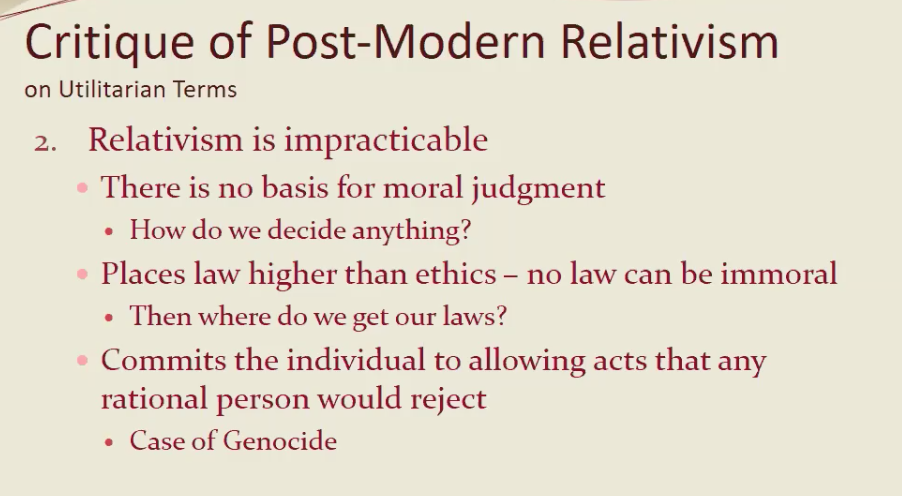 Critique of Post-Modern Relativism
on Utilitarian Terms
2. Relativism is impracticable
• There is no basis for moral judgment
• How do we decide anything?
• Places law higher than ethics – no law can be immoral
• Then where do we get our laws?
• Commits the individual to allowing acts that any
rational person would reject
• Case of Genocide